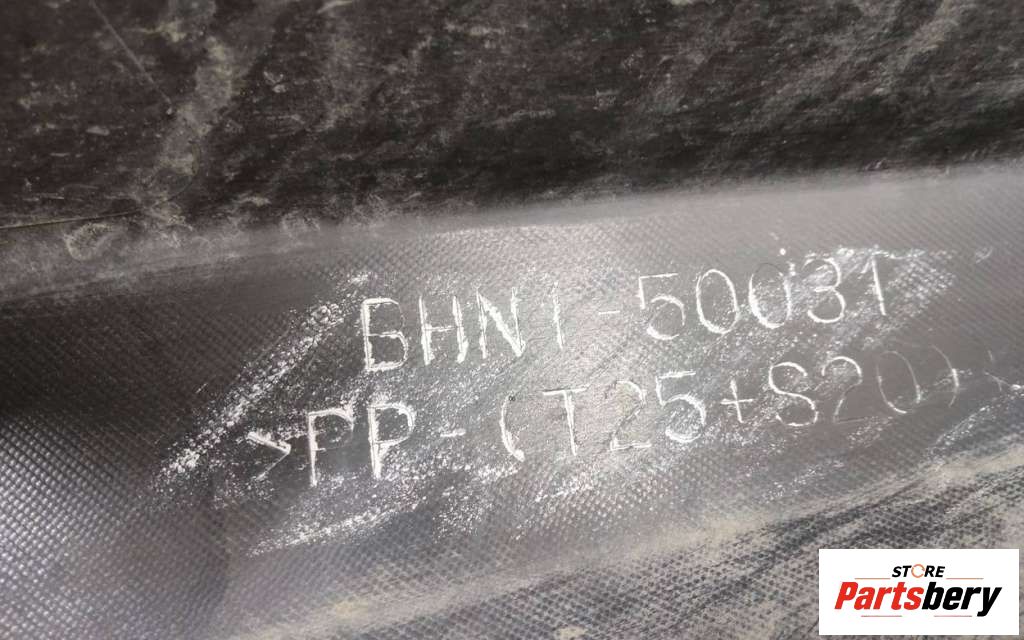 BHN1-50031
>PP-(T25+S20)<
STORE
Partsbery